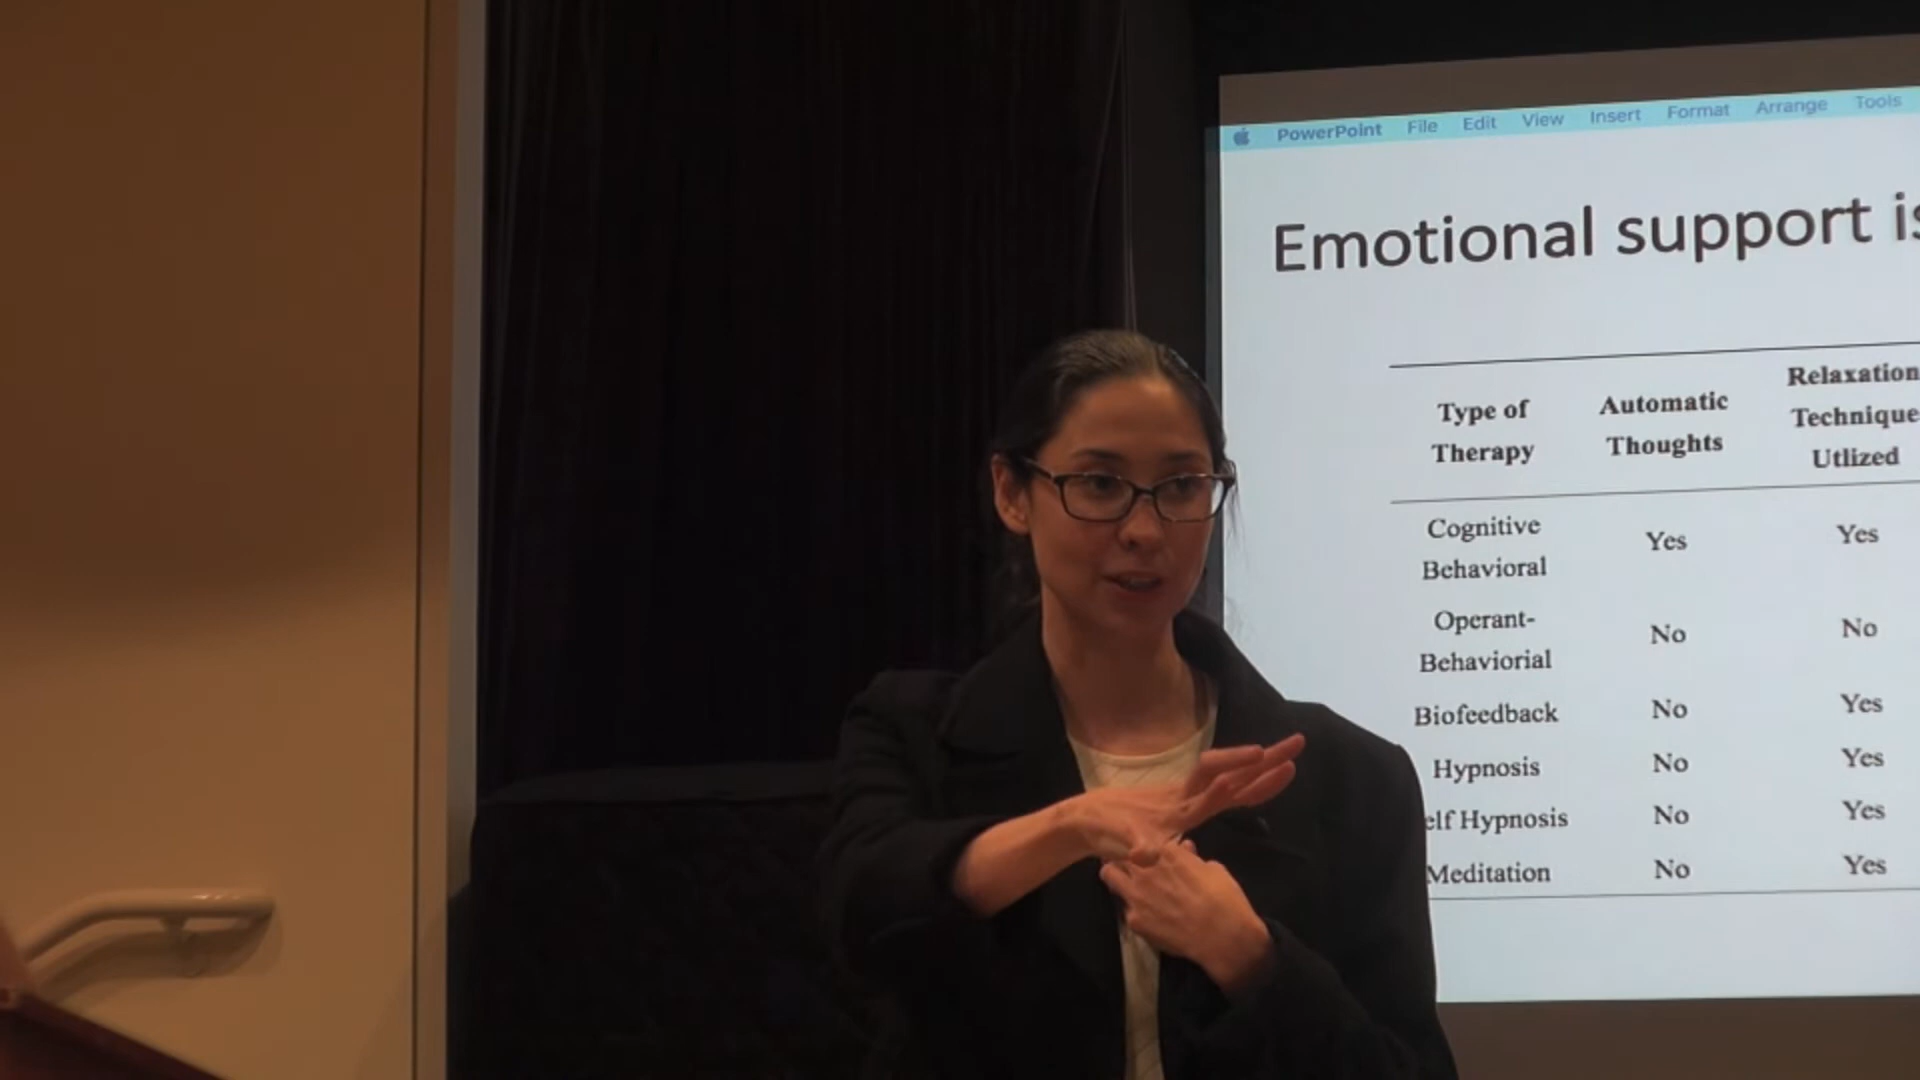 PowerPoint File Edit View Insert Format Arrange Tools
Emotional support is
Type of Therapy Automatic Thoughts Relaxation Technique Utlized
Cognitive Behavioral Yes Yes
Operant-Behaviorial No No
Biofeedback No Yes
Hypnosis No Yes
elf Hypnosis No Yes
Meditation No Yes